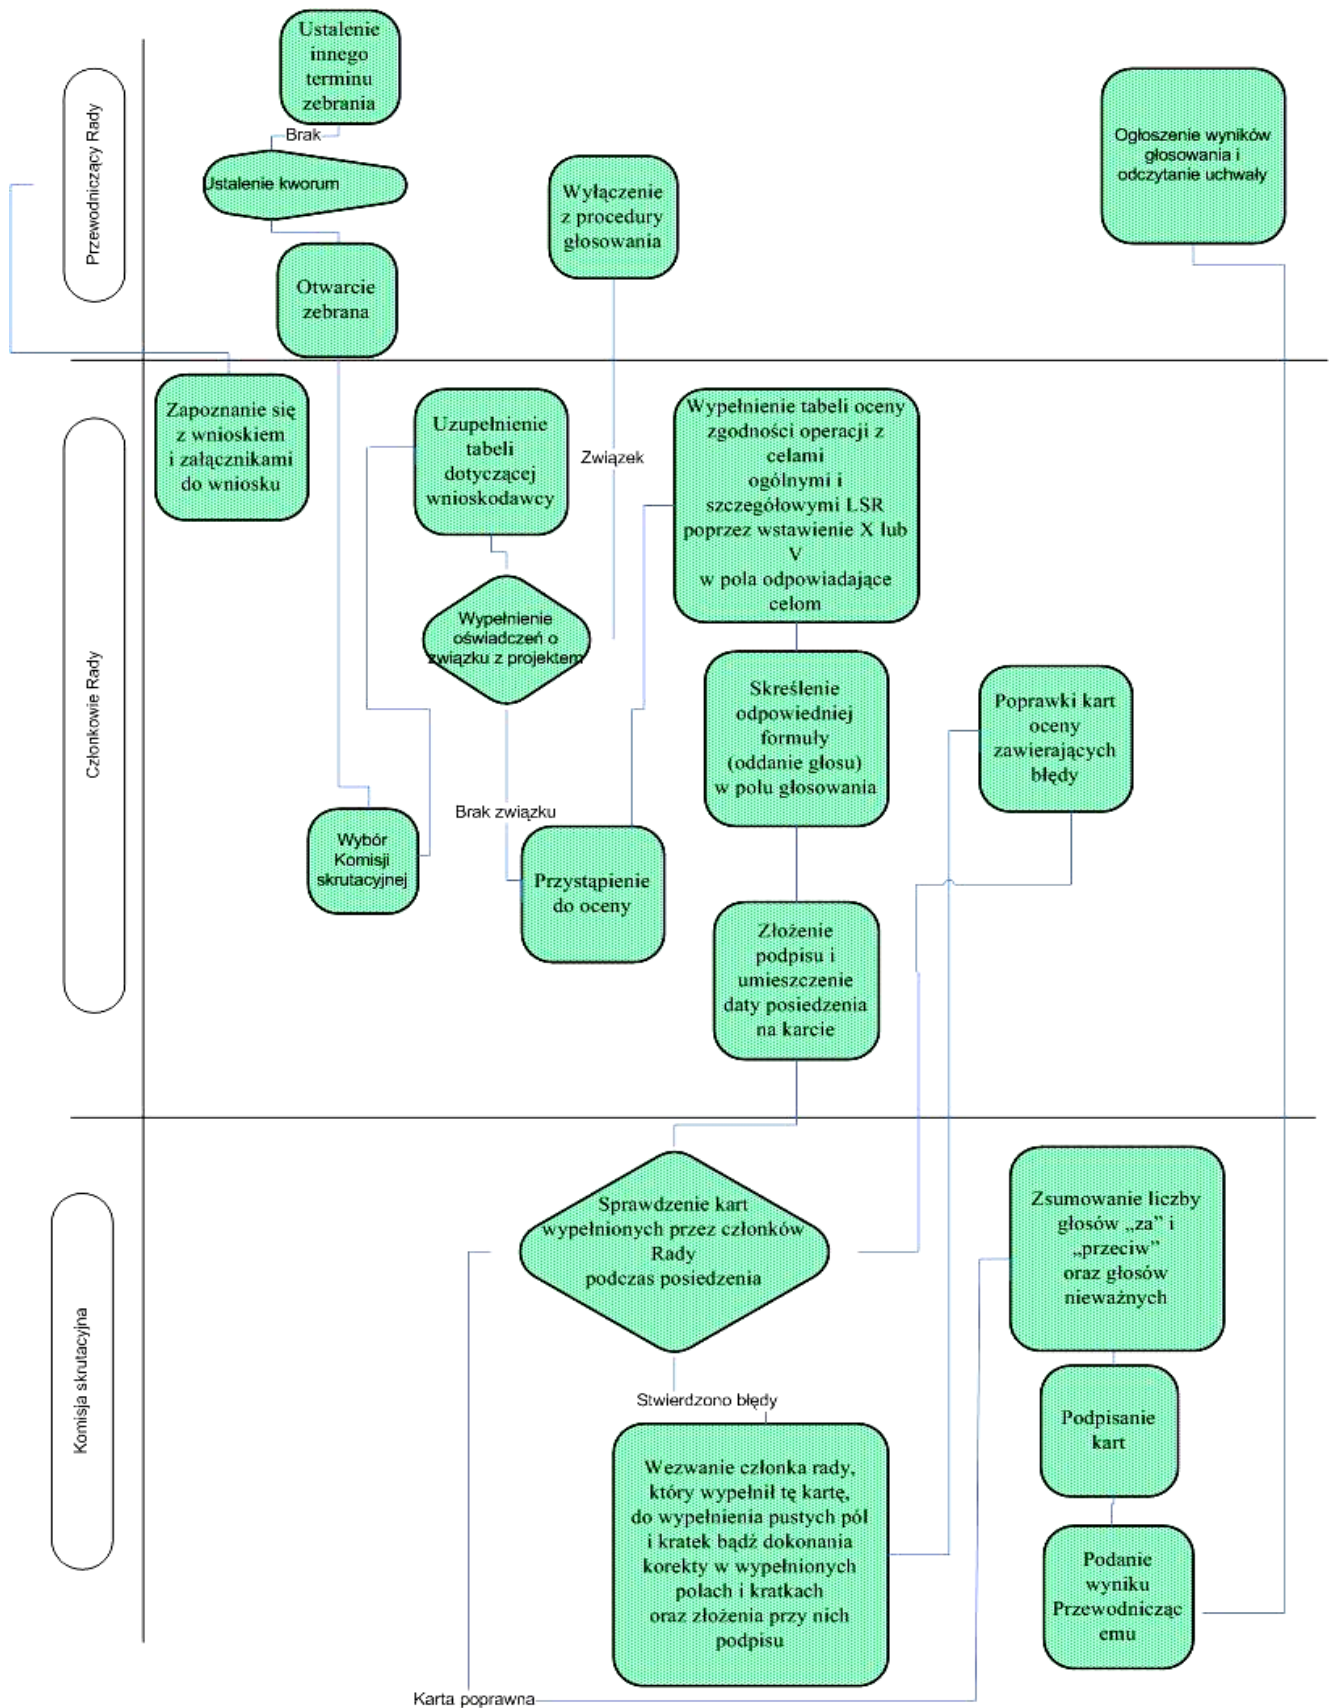 Przewodniczący Rady
Ustalenie
innego
terminu
zebrania
Brak
Ustalenie kworum
Otwarcie
zebrana
Wyłączenie
z procedury
głosowania
Ogłoszenie wyników
głosowania i
odczytanie uchwały
Członkowie Rady
Zapoznanie się
z wnioskiem
i załącznikami
do wniosku
Uzupełnienie
tabeli
dotyczącej
wnioskodawcy
Związek
Wypełnienie
oświadczeń o
związku z projektem
Brak związku
Wybór
Komisji
skrutacyjnej
Przystąpienie
do oceny
Wypełnienie tabeli oceny
zgodności operacji z
celami
ogólnymi i
szczegółowymi LSR
poprzez wstawienie X lub
V
w pola odpowiadające
celom
Skreślenie
odpowiedniej
formuły
(oddanie głosu)
w polu głosowania
Złożenie
podpisu i
umieszczenie
daty posiedzenia
na karcie
Poprawki kart
oceny
zawierających
błędy
Komisja skrutacyjna
Sprawdzenie kart
wypełnionych przez członków
Rady
podczas posiedzenia
Stwierdzono błędy
Wezwanie członka rady,
który wypełnił tę kartę,
do wypełnienia pustych pól
i kratek bądź dokonania
korekty w wypełnionych
polach i kratkach
oraz złożenia przy nich
podpisu
Karta poprawna
Zsumowanie liczby
głosów „za” i
„przeciw”
oraz głosów
nieważnych
Podpisanie
kart
Podanie
wyniku
Przewodnicząc
emu